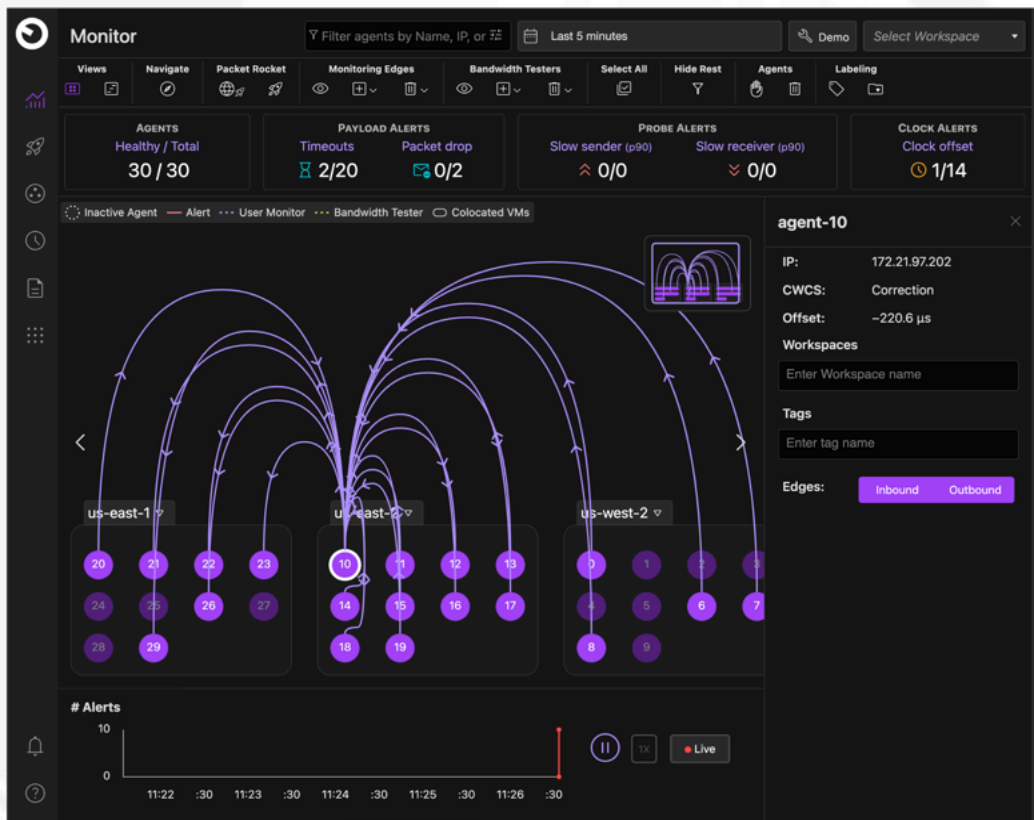 Monitor
Filter agents by Name, IP, or
Last 5 minutes
Demo
Select Workspace
Views
Navigate
Packet Rocket
Monitoring Edges
Bandwidth Testers
Select All
Hide Rest
Agents
Labeling
AGENTS
Healthy / Total
30 / 30
PAYLOAD ALERTS
Timeouts
Packet drop
2/20
0/2
PROBE ALERTS
Slow sender (p90)
Slow receiver (p90)
0/0
0/0
CLOCK ALERTS
Clock offset
1/14
Inactive Agent
Alert
User Monitor
Bandwidth Tester
Colocated VMs
us-east-1
20 21 22 23
24 25 26 27
28 29
10 11 12 13
14 15 16 17
18 19
us-west-2
0 1 2 3
4 5 6 7
8 9
agent-10
IP: 172.21.97.202
CWCS: Correction
Offset: −220.6 µs
Workspaces
Enter Workspace name
Tags
Enter tag name
Edges: Inbound Outbound
# Alerts
10
0
11:22 :30 11:23 :30 11:24 :30 11:25 :30 11:26 :30
1X
Live